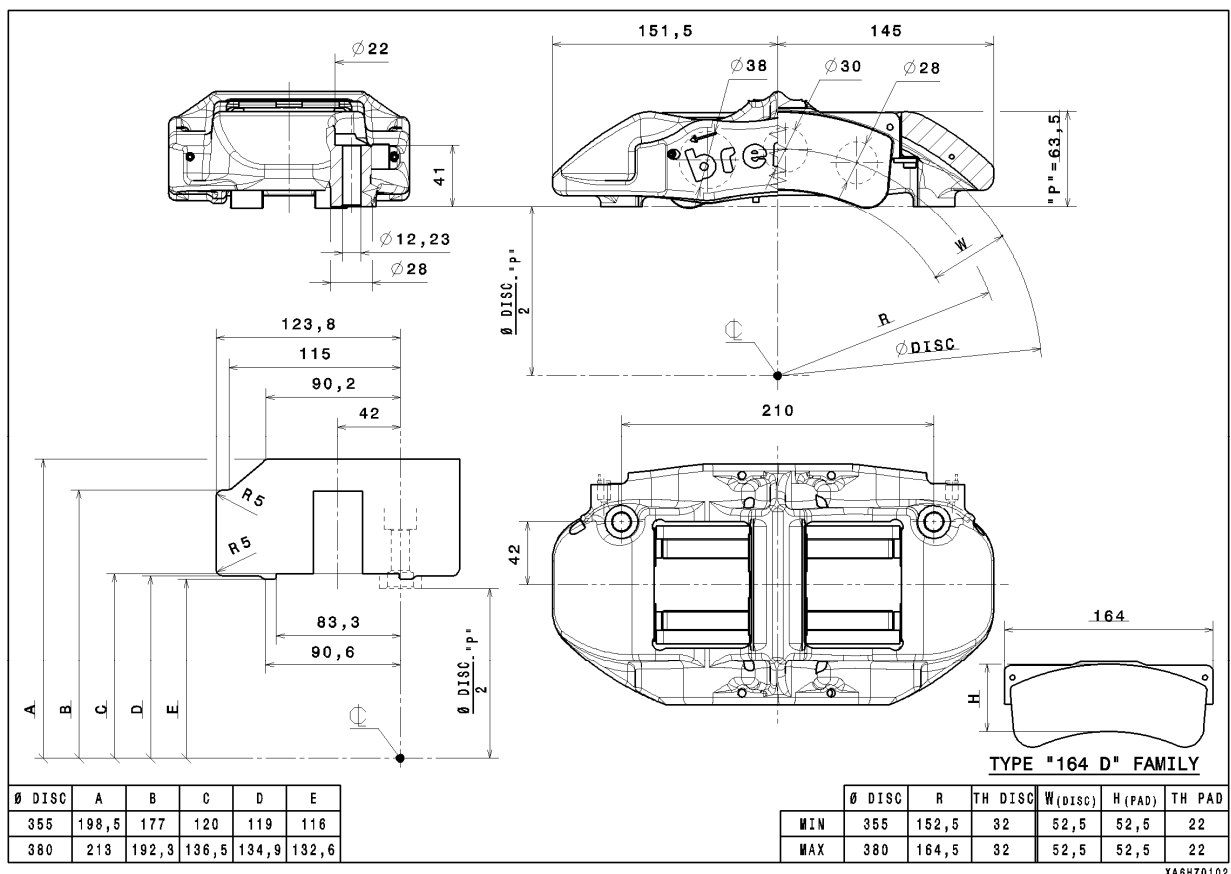 151,5
145
Ø22
Ø38
Ø30
Ø28
bre
41
"P"=63,5
Ø12,23
Ø28
W
R
Ø DISC
Ø DISC -"P"
2
℄
123,8
115
90,2
42
210
R5
R5
42
83,3
90,6
Ø DISC -"P"
2
A
B
C
D
E
℄
164
H
TYPE "164 D" FAMILY
Ø DISC A B C D E
355 198,5 177 120 119 116
380 213 192,3 136,5 134,9 132,6
Ø DISC R TH DISC W(DISC) H(PAD) TH PAD
MIN 355 152,5 32 52,5 52,5 22
MAX 380 164,5 32 52,5 52,5 22